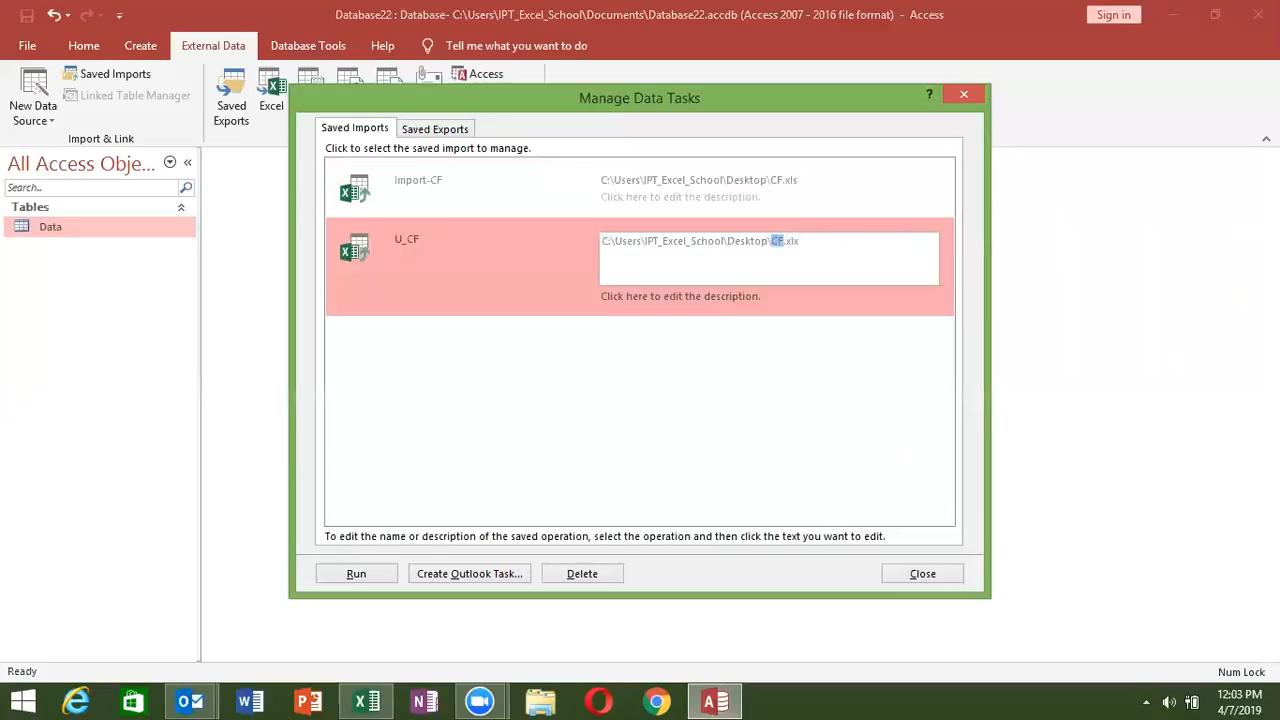 Database22 : Database- C:\Users\IPT_Excel_School\Documents\Database22.accdb (Access 2007 - 2016 file format) - Access
Sign in
File
Home
Create
External Data
Database Tools
Help
Tell me what you want to do
New Data
Source
Saved Imports
Linked Table Manager
Import & Link
Saved
Exports
Excel
Access
All Access Obje...
Search...
Tables
Data
Manage Data Tasks
?
Saved Imports
Saved Exports
Click to select the saved import to manage.
Import-CF
C:\Users\IPT_Excel_School\Desktop\CF.xls
Click here to edit the description.
U_CF
C:\Users\IPT_Excel_School\Desktop\CF.xlx
Click here to edit the description.
To edit the name or description of the saved operation, select the operation and then click the text you want to edit.
Run
Create Outlook Task...
Delete
Close
Ready
Num Lock
12:03 PM
4/7/2019